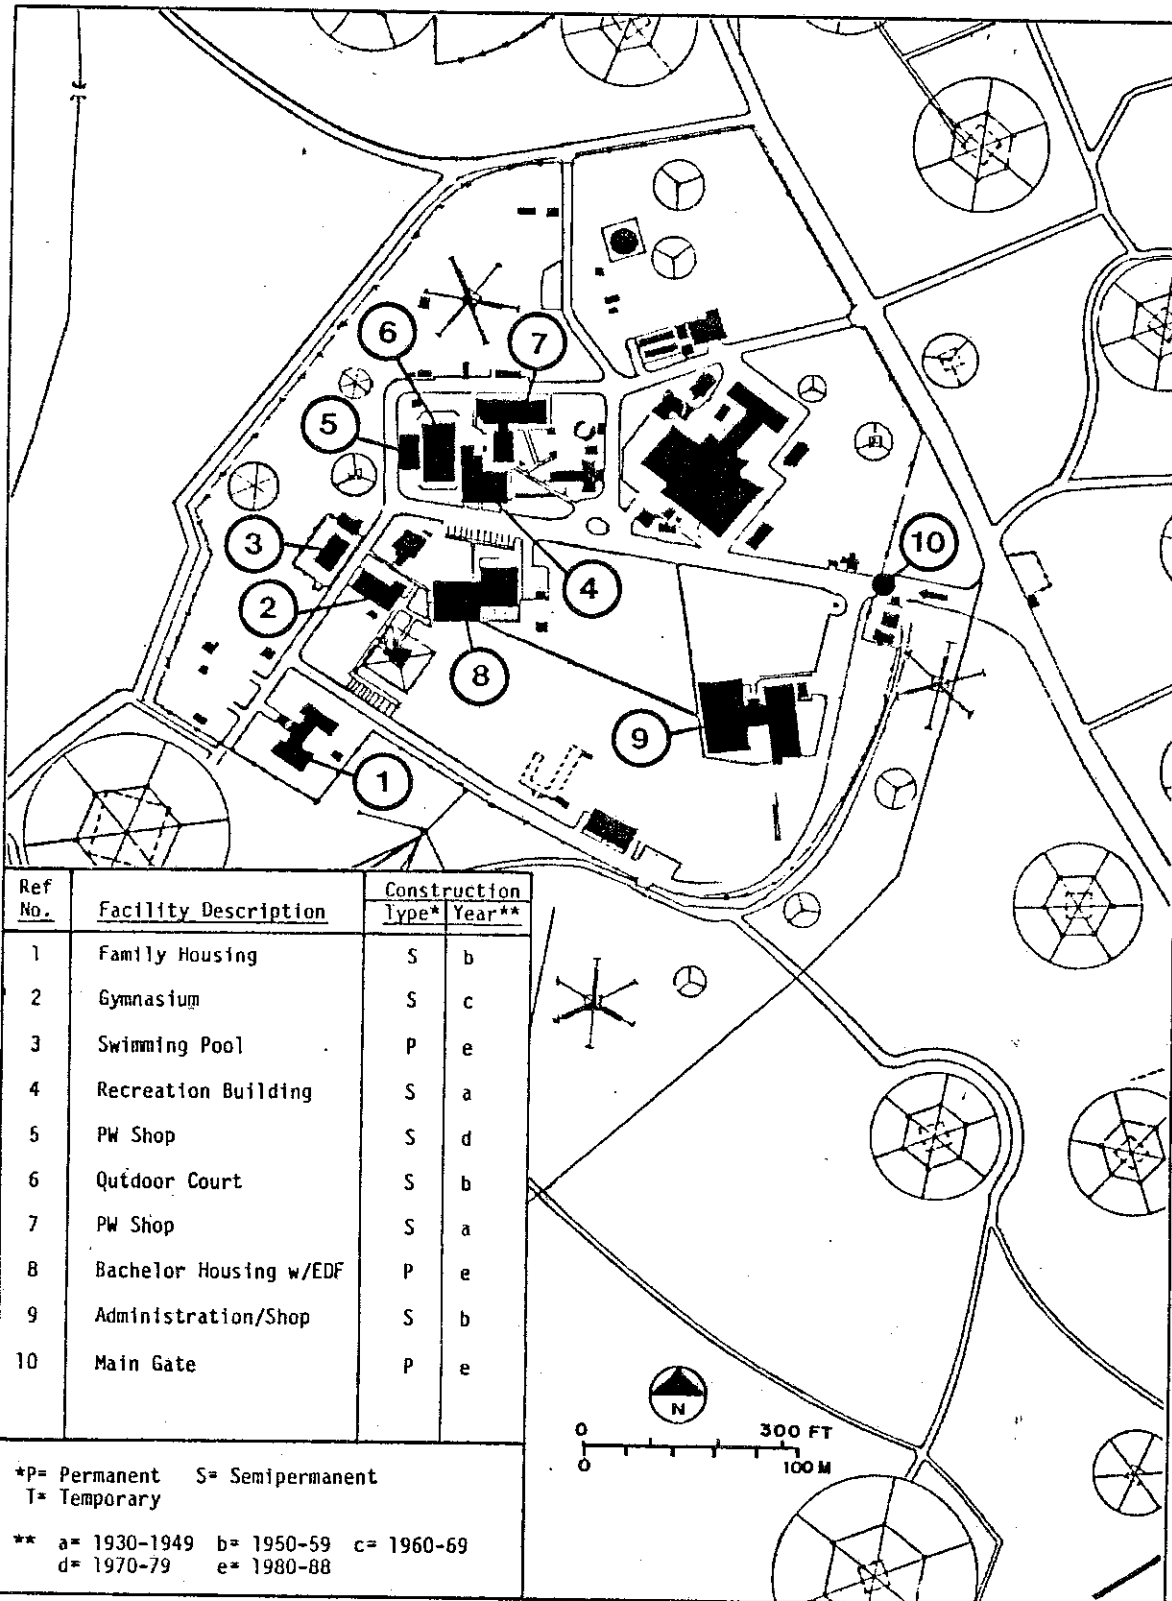 6
7
5
3
10
4
2
8
9
1
Ref No. Facility Description Construction Type* Year**
1 Family Housing S b
2 Gymnasium S c
3 Swimming Pool P e
4 Recreation Building S a
5 PW Shop S d
6 Qutdoor Court S b
7 PW Shop S a
8 Bachelor Housing w/EDF P e
9 Administration/Shop S b
10 Main Gate P e
N
0 300 FT
0 100 M
*P= Permanent S= Semipermanent
T= Temporary
** a= 1930-1949 b= 1950-59 c= 1960-69
d= 1970-79 e= 1980-88